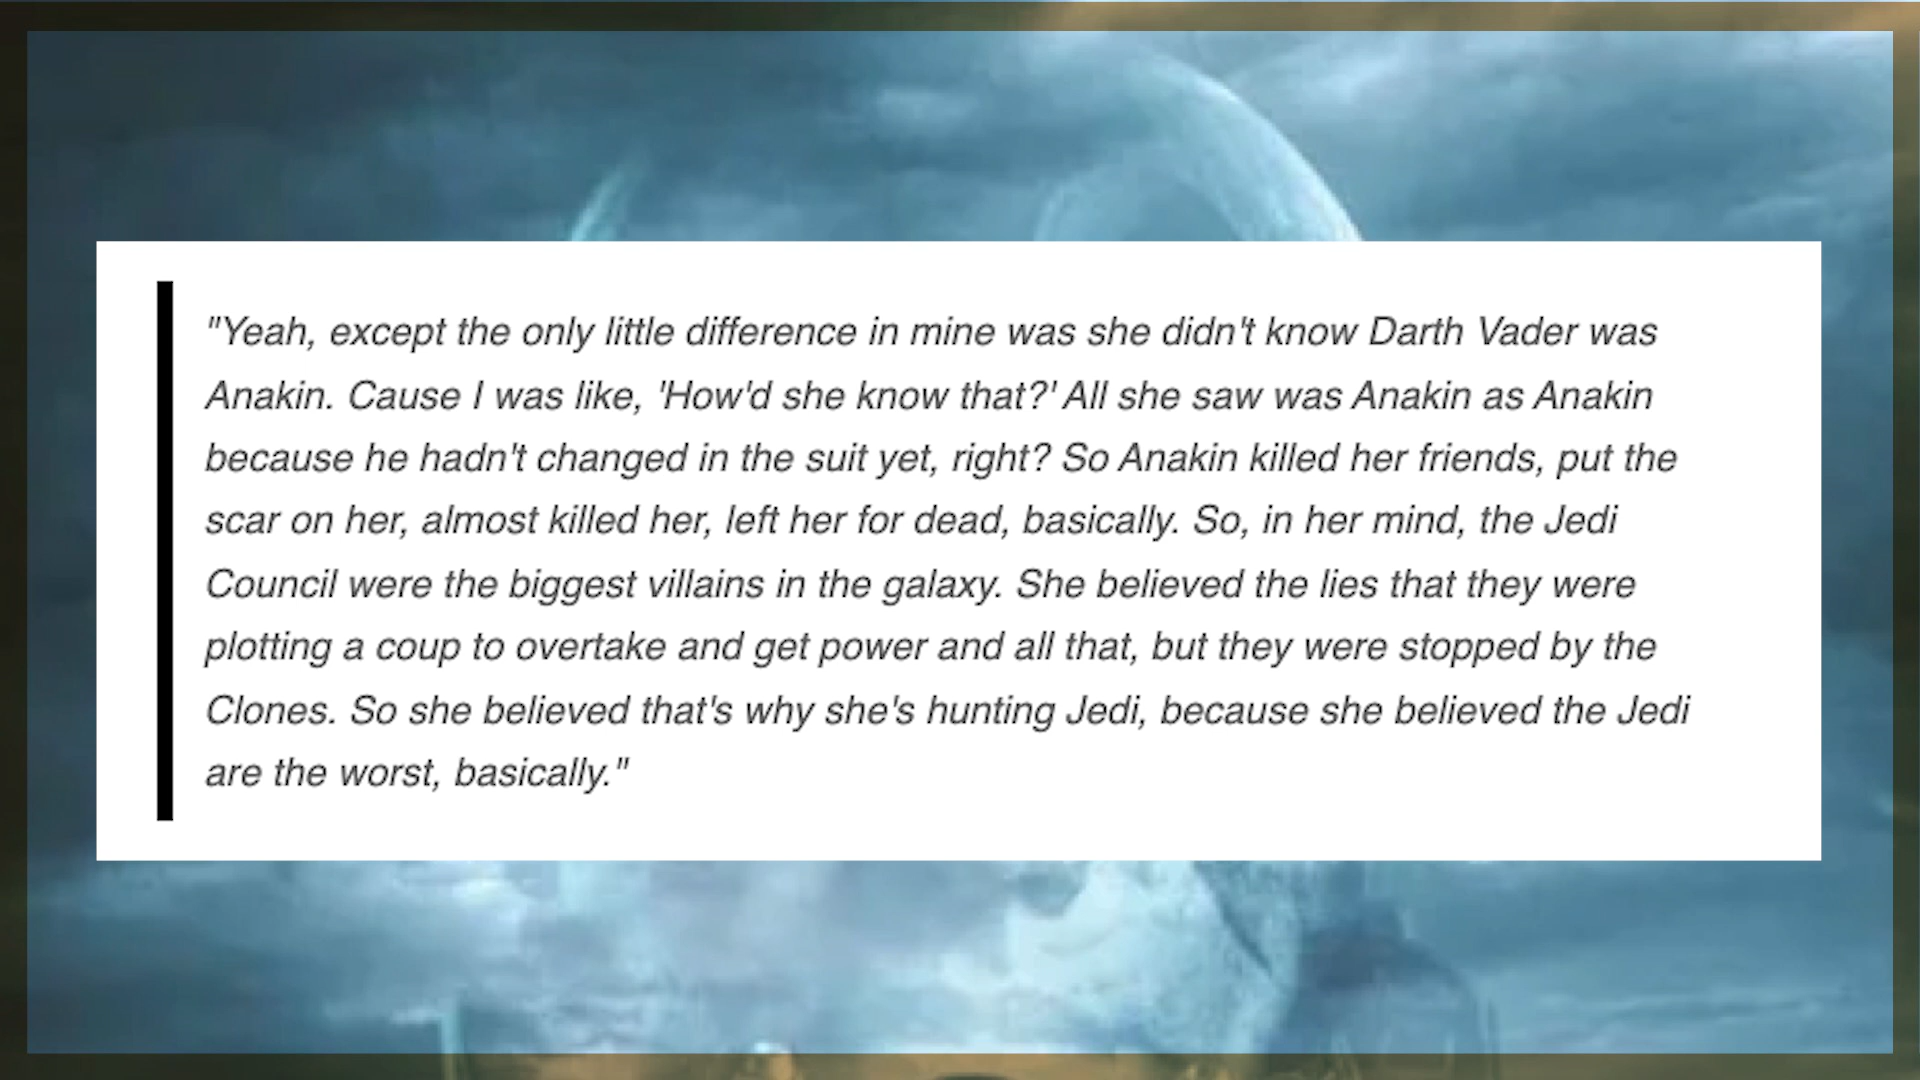 "Yeah, except the only little difference in mine was she didn't know Darth Vader was
Anakin. Cause I was like, 'How'd she know that?' All she saw was Anakin as Anakin
because he hadn't changed in the suit yet, right? So Anakin killed her friends, put the
scar on her, almost killed her, left her for dead, basically. So, in her mind, the Jedi
Council were the biggest villains in the galaxy. She believed the lies that they were
plotting a coup to overtake and get power and all that, but they were stopped by the
Clones. So she believed that's why she's hunting Jedi, because she believed the Jedi
are the worst, basically."